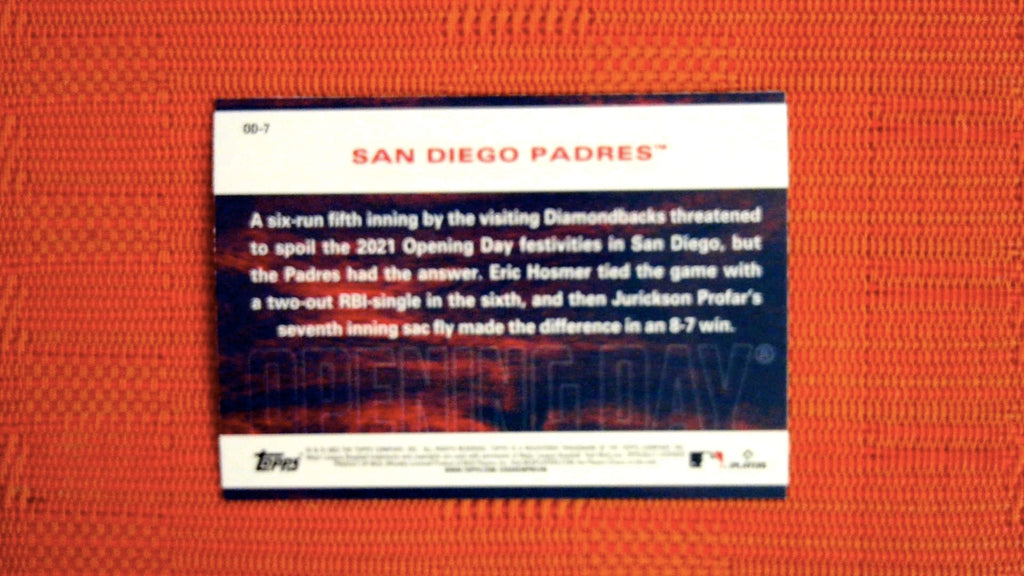 OD-7
SAN DIEGO PADRES™
A six-run fifth inning by the visiting Diamondbacks threatened
to spoil the 2021 Opening Day festivities in San Diego, but
the Padres had the answer. Eric Hosmer tied the game with
a two-out RBI-single in the sixth, and then Jurickson Profar's
seventh inning sac fly made the difference in an 8-7 win.
OPENING DAY®
topps